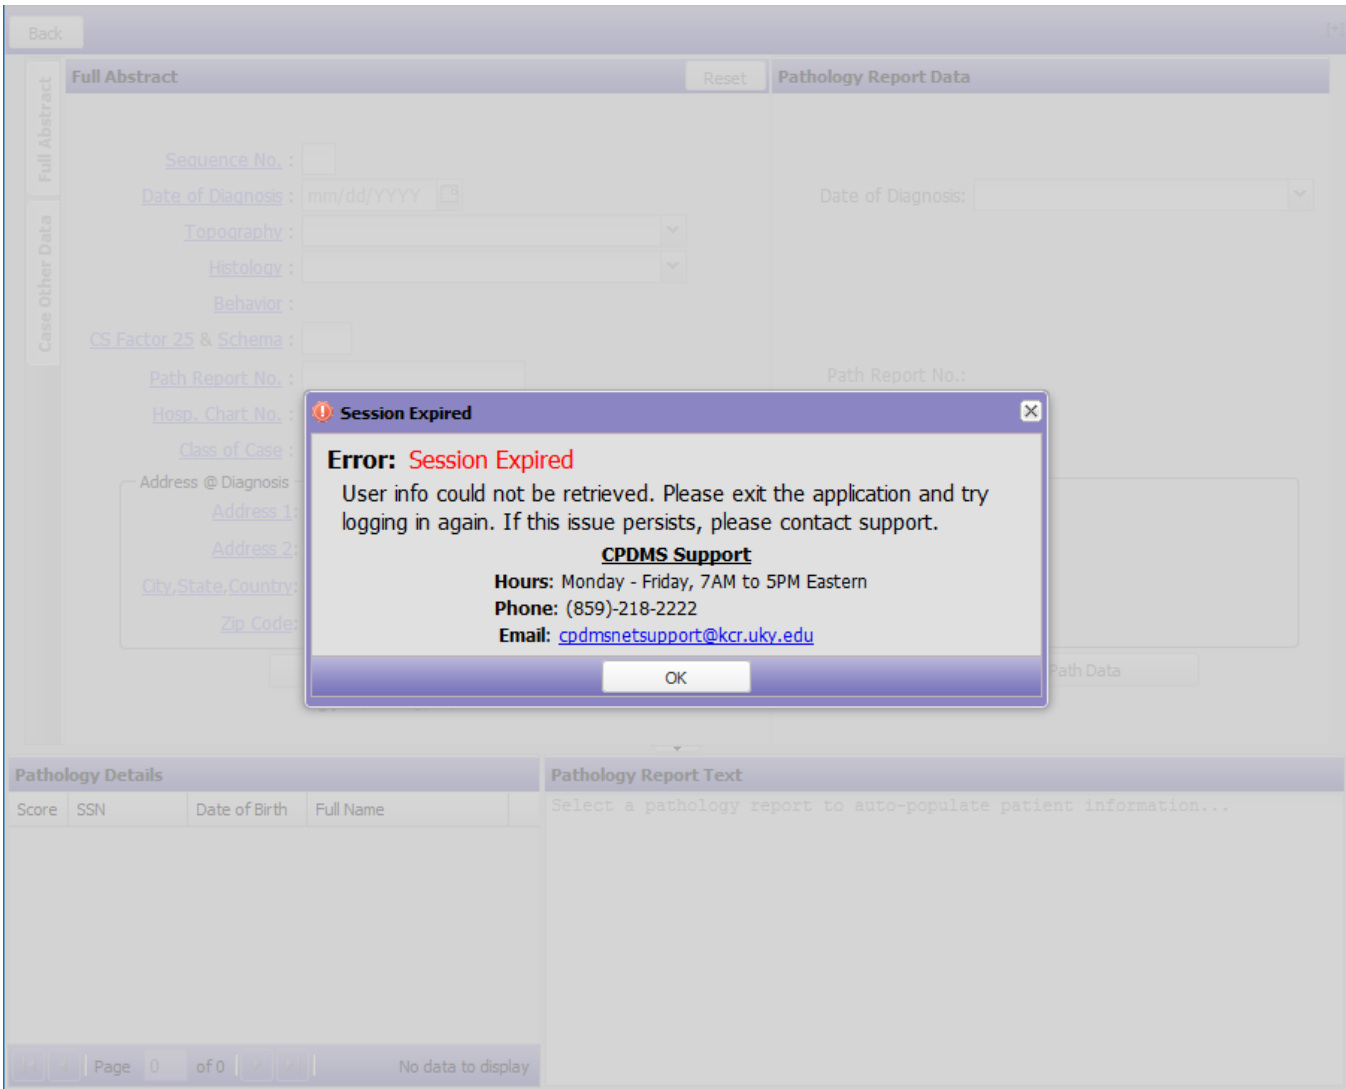 Back
Full Abstract
Case Other Data
Full Abstract
Reset
Pathology Report Data
Sequence No. :
Date of Diagnosis : mm/dd/YYYY
Date of Diagnosis:
Topography :
Histology :
Behavior :
CS Factor 25 & Schema :
Path Report No. :
Path Report No.:
Hosp. Chart No. :
Class of Case :
Address @ Diagnosis
Address 1:
Address 2:
City,State,Country:
Zip Code:
Path Data
Session Expired
Error: Session Expired
User info could not be retrieved. Please exit the application and try
logging in again. If this issue persists, please contact support.
CPDMS Support
Hours: Monday - Friday, 7AM to 5PM Eastern
Phone: (859)-218-2222
Email: cpdmsnetsupport@kcr.uky.edu
OK
Pathology Details
Score SSN Date of Birth Full Name
Page 0 of 0
No data to display
Pathology Report Text
Select a pathology report to auto-populate patient information...